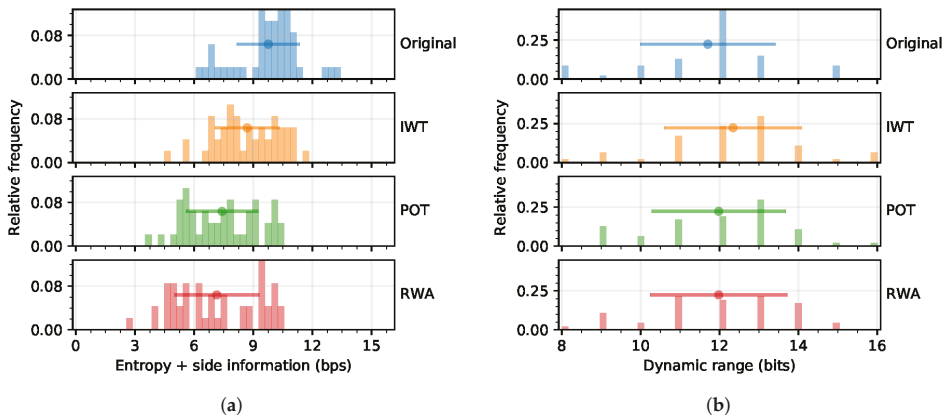 Relative frequency
0.08
0.00
Original
0.08
0.00
IWT
0.08
0.00
POT
0.08
0.00
RWA
0 3 6 9 12 15
Entropy + side information (bps)
(a)
Relative frequency
0.25
0.00
Original
0.25
0.00
IWT
0.25
0.00
POT
0.25
0.00
RWA
8 10 12 14 16
Dynamic range (bits)
(b)